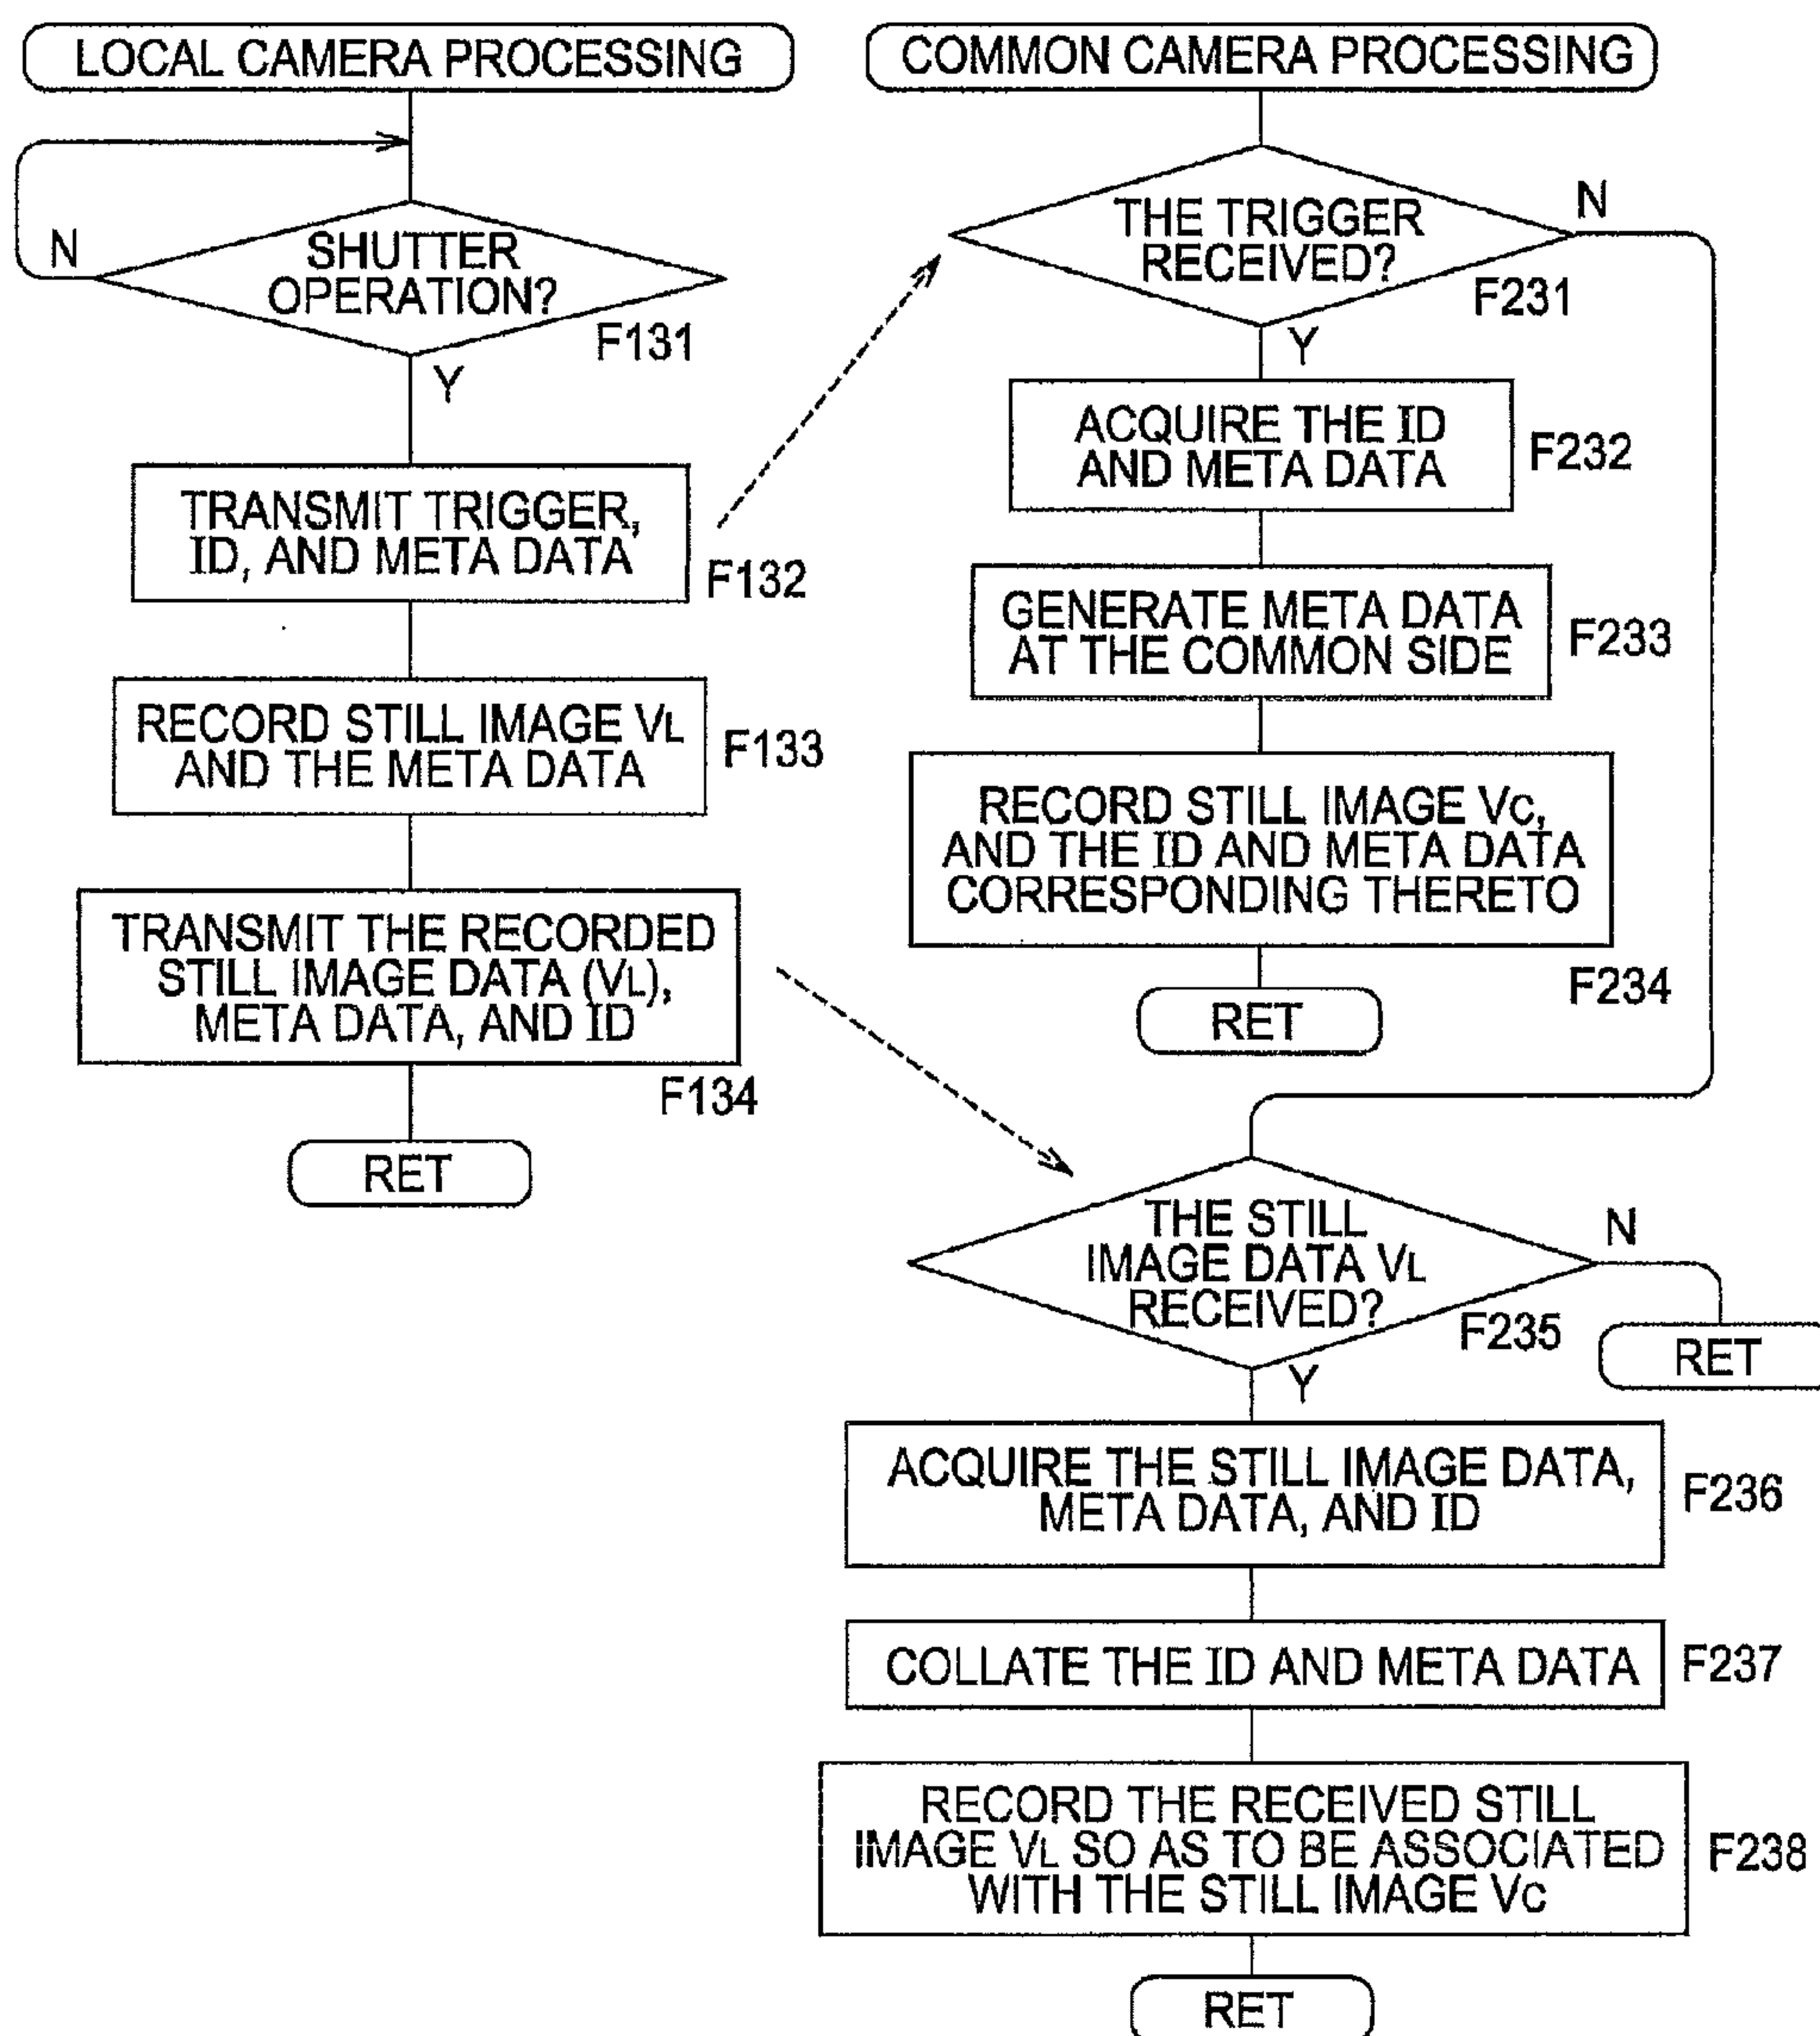 LOCAL CAMERA PROCESSING
N
SHUTTER
OPERATION?
F131
Y
TRANSMIT TRIGGER,
ID, AND META DATA
F132
RECORD STILL IMAGE VL
AND THE META DATA
F133
TRANSMIT THE RECORDED
STILL IMAGE DATA (VL),
META DATA, AND ID
F134
RET
COMMON CAMERA PROCESSING
THE TRIGGER
RECEIVED?
N
F231
Y
ACQUIRE THE ID
AND META DATA
F232
GENERATE META DATA
AT THE COMMON SIDE
F233
RECORD STILL IMAGE VC,
AND THE ID AND META DATA
CORRESPONDING THERETO
F234
RET
THE STILL
IMAGE DATA VL
RECEIVED?
N
F235
RET
Y
ACQUIRE THE STILL IMAGE DATA,
META DATA, AND ID
F236
COLLATE THE ID AND META DATA
F237
RECORD THE RECEIVED STILL
IMAGE VL SO AS TO BE ASSOCIATED
WITH THE STILL IMAGE VC
F238
RET